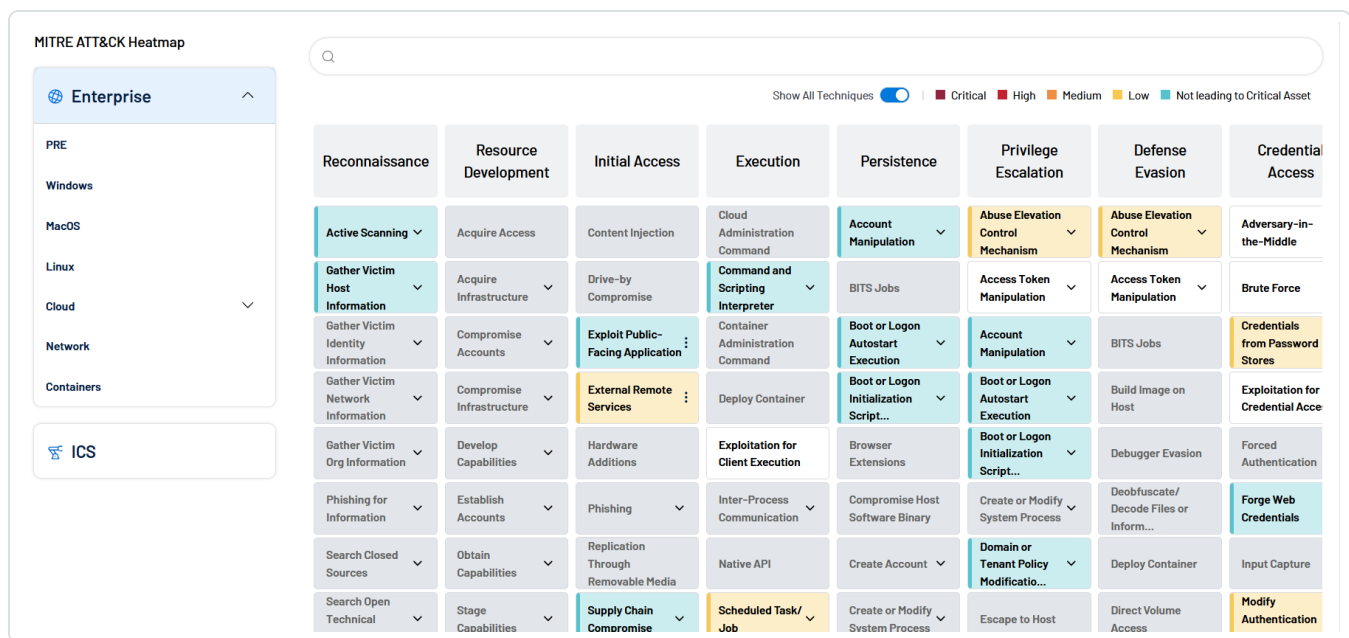 MITRE ATT&CK Heatmap
Enterprise
PRE
Windows
MacOS
Linux
Cloud
Network
Containers
ICS
Show All Techniques
Critical
High
Medium
Low
Not leading to Critical Asset
Reconnaissance
Resource
Development
Initial Access
Execution
Persistence
Privilege
Escalation
Defense
Evasion
Credential
Access
Active Scanning
Acquire Access
Content Injection
Cloud
Administration
Command
Account
Manipulation
Abuse Elevation
Control
Mechanism
Abuse Elevation
Control
Mechanism
Adversary-in-
the-Middle
Gather Victim
Host
Information
Acquire
Infrastructure
Drive-by
Compromise
Command and
Scripting
Interpreter
BITS Jobs
Access Token
Manipulation
Access Token
Manipulation
Brute Force
Gather Victim
Identity
Information
Compromise
Accounts
Exploit Public-
Facing Application
Container
Administration
Command
Boot or Logon
Autostart
Execution
Account
Manipulation
BITS Jobs
Credentials
from Password
Stores
Gather Victim
Network
Information
Compromise
Infrastructure
External Remote
Services
Deploy Container
Boot or Logon
Initialization
Script...
Boot or Logon
Autostart
Execution
Build Image on
Host
Exploitation for
Credential Acce
Gather Victim
Org Information
Develop
Capabilities
Hardware
Additions
Exploitation for
Client Execution
Browser
Extensions
Boot or Logon
Initialization
Script...
Debugger Evasion
Forced
Authentication
Phishing for
Information
Establish
Accounts
Phishing
Inter-Process
Communication
Compromise Host
Software Binary
Create or Modify
System Process
Deobfuscate/
Decode Files or
Inform...
Forge Web
Credentials
Search Closed
Sources
Obtain
Capabilities
Replication
Through
Removable Media
Native API
Create Account
Domain or
Tenant Policy
Modificatio...
Deploy Container
Input Capture
Search Open
Technical
Stage
Capabilities
Supply Chain
Compromise
Scheduled Task/
Job
Create or Modify
System Process
Escape to Host
Direct Volume
Access
Modify
Authentication